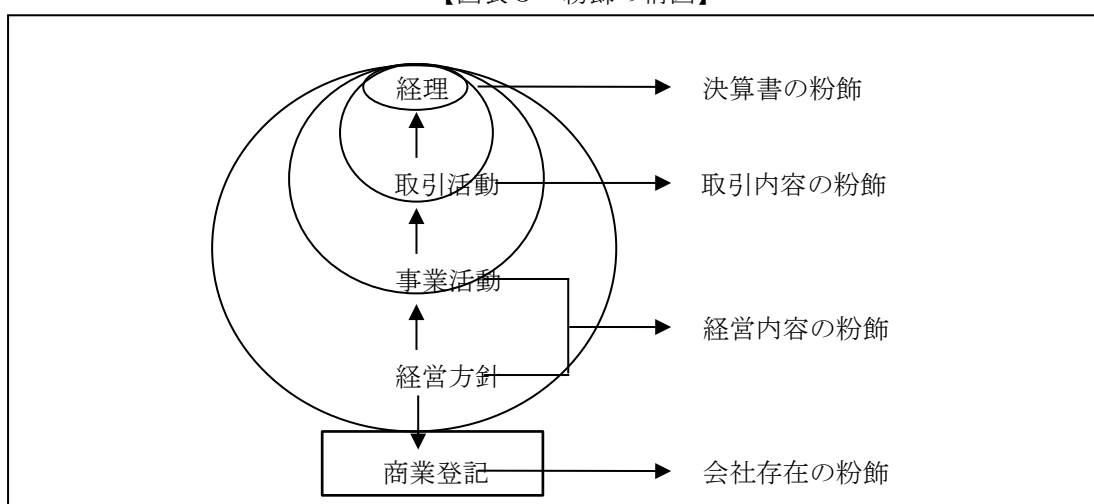 経理
決算書の粉飾
取引活動
取引内容の粉飾
事業活動
経営内容の粉飾
経営方針
商業登記
会社存在の粉飾